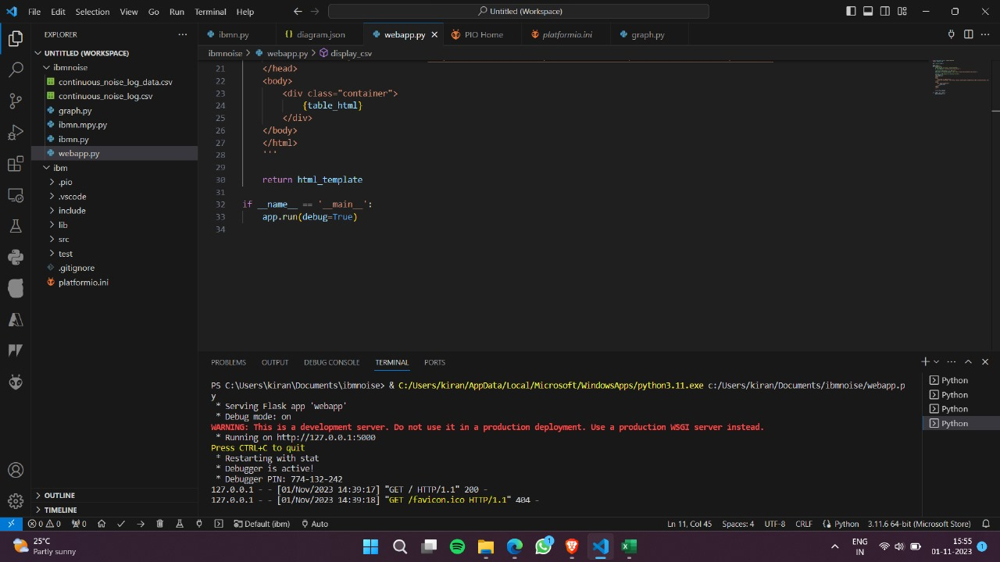 File Edit Selection View Go Run Terminal Help
Untitled (Workspace)
EXPLORER
ibmn.py
diagram.json
webapp.py
PIO Home
platformio.ini
graph.py
UNTITLED (WORKSPACE)
ibmnoise
continuous_noise_log_data.csv
continuous_noise_log.csv
graph.py
ibmn.mpy.py
ibmn.py
webapp.py
ibm
.pio
.vscode
include
lib
src
test
.gitignore
platformio.ini
OUTLINE
TIMELINE
ibmnoise > webapp.py > display_csv
21 </head>
22 <body>
23 <div class="container">
24 {table_html}
25 </div>
26 </body>
27 </html>
28 '''
29
30 return html_template
31
32 if __name__ == '__main__':
33 app.run(debug=True)
34
PROBLEMS OUTPUT DEBUG CONSOLE TERMINAL PORTS
PS C:\Users\kiran\Documents\ibmnoise> & C:/Users/kiran/AppData/Local/Microsoft/WindowsApps/python3.11.exe c:/Users/kiran/Documents/ibmnoise/webapp.p
y
* Serving Flask app 'webapp'
* Debug mode: on
WARNING: This is a development server. Do not use it in a production deployment. Use a production WSGI server instead.
* Running on http://127.0.0.1:5000
Press CTRL+C to quit
* Restarting with stat
* Debugger is active!
* Debugger PIN: 774-132-242
127.0.0.1 - - [01/Nov/2023 14:39:17] "GET / HTTP/1.1" 200 -
127.0.0.1 - - [01/Nov/2023 14:39:18] "GET /favicon.ico HTTP/1.1" 404 -
Python
Python
Python
Python
0 0 0 Default (ibm) Auto
Ln 11, Col 45 Spaces: 4 UTF-8 CRLF Python 3.11.6 64-bit (Microsoft Store)
25°C
Partly sunny
1
ENG
IN
15:55
01-11-2023
1